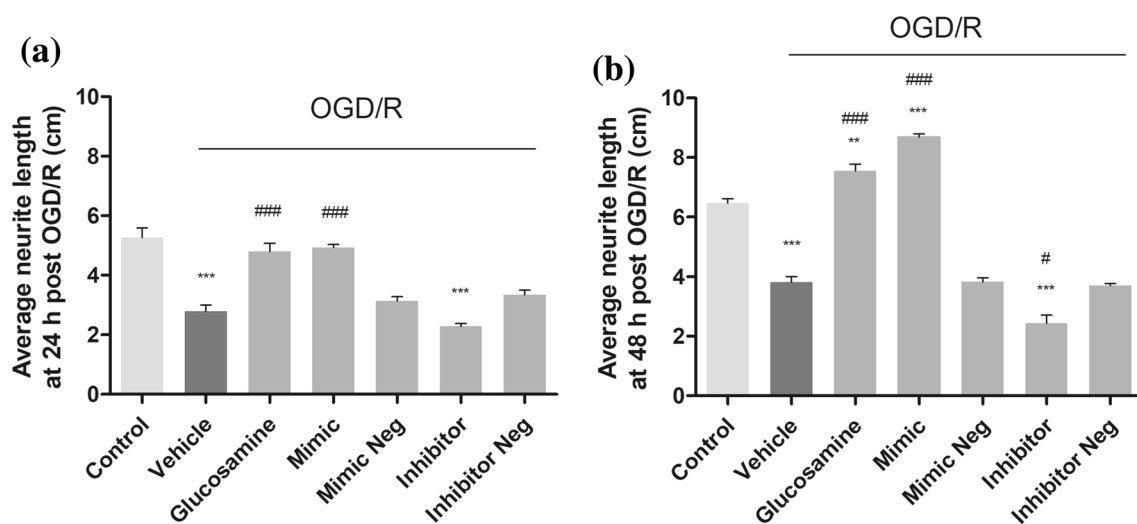 (a)
OGD/R
Average neurite length
at 24 h post OGD/R (cm)
10
8
6
4
2
0
***
###
###
***
Control
Vehicle
Glucosamine
Mimic
Mimic Neg
Inhibitor
Inhibitor Neg
(b)
OGD/R
Average neurite length
at 48 h post OGD/R (cm)
10
8
6
4
2
0
***
###
**
###
***
#
***
Control
Vehicle
Glucosamine
Mimic
Mimic Neg
Inhibitor
Inhibitor Neg